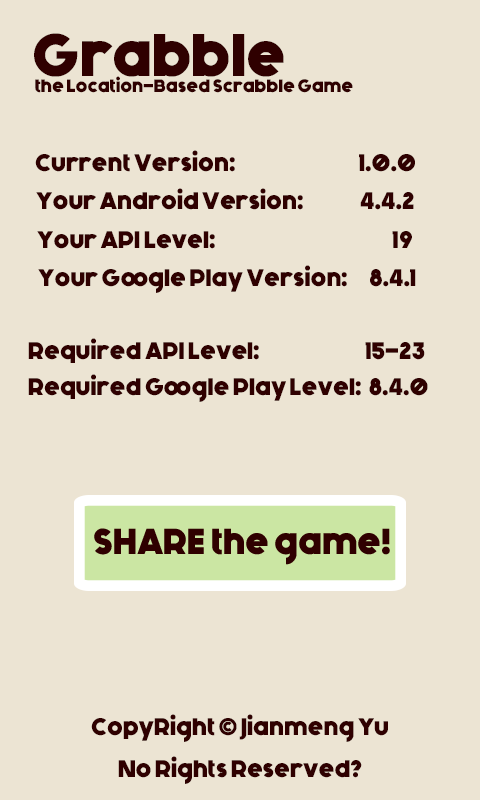 Grabble
the Location-Based Scrabble Game
Current Version: 1.0.0
Your Android Version: 4.4.2
Your API Level: 19
Your Google Play Version: 8.4.1
Required API Level: 15-23
Required Google Play Level: 8.4.0
SHARE the game!
CopyRight © Jianmeng Yu
No Rights Reserved?